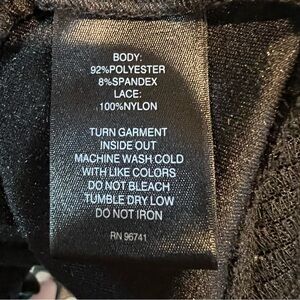 BODY:
92%POLYESTER
8%SPANDEX
LACE:
100%NYLON
TURN GARMENT
INSIDE OUT
MACHINE WASH COLD
WITH LIKE COLORS
DO NOT BLEACH
TUMBLE DRY LOW
DO NOT IRON
RN 96741